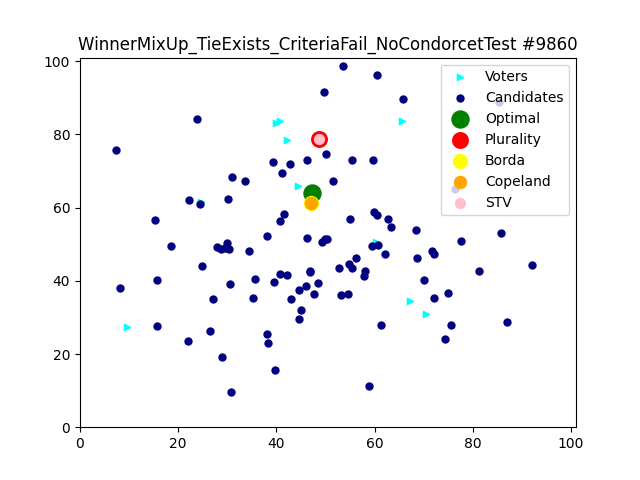 WinnerMixUp_TieExists_CriteriaFail_NoCondorcetTest #9860
100
80
60
40
20
0
0 20 40 60 80 100
Voters
Candidates
Optimal
Plurality
Borda
Copeland
STV